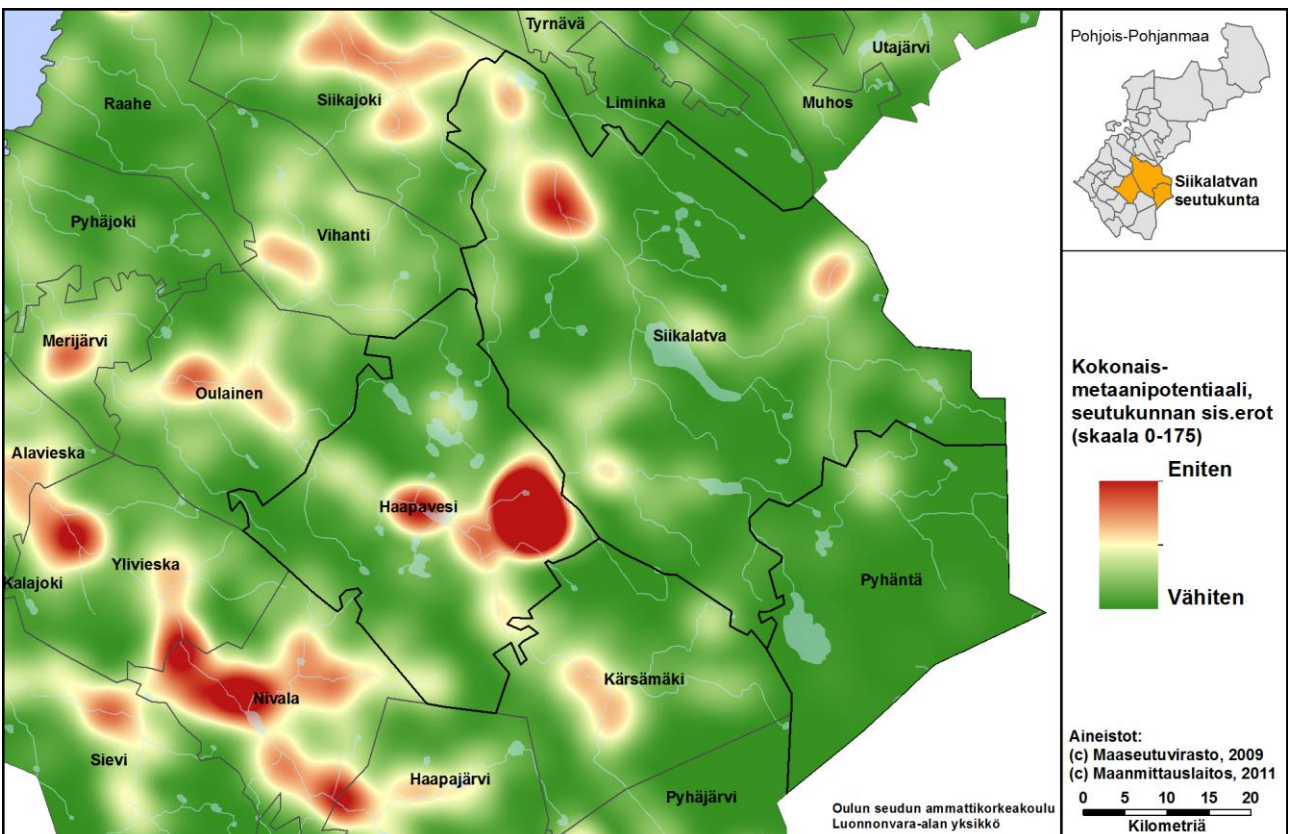 Tyrnävä
Utajärvi
Raahe
Siikajoki
Liminka
Muhos
Pyhäjoki
Vihanti
Merijärvi
Siikalatva
Oulainen
Alavieska
Haapavesi
Ylivieska
Kalajoki
Pyhäntä
Nivala
Kärsämäki
Sievi
Haapajärvi
Pyhäjärvi
Oulun seudun ammattikorkeakoulu
Luonnonvara-alan yksikkö
Pohjois-Pohjanmaa
Siikalatvan
seutukunta
Kokonais-
metaanipotentiaali,
seutukunnan sis.erot
(skaala 0-175)
Eniten
Vähiten
Aineistot:
(c) Maaseutuvirasto, 2009
(c) Maanmittauslaitos, 2011
0 5 10 15 20
Kilometriä